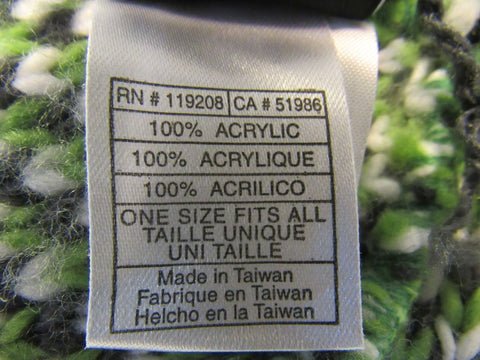 RN # 119208 CA # 51986
100% ACRYLIC
100% ACRYLIQUE
100% ACRILICO
ONE SIZE FITS ALL
TAILLE UNIQUE
UNI TAILLE
Made in Taiwan
Fabrique en Taiwan
Helcho en la Taiwan